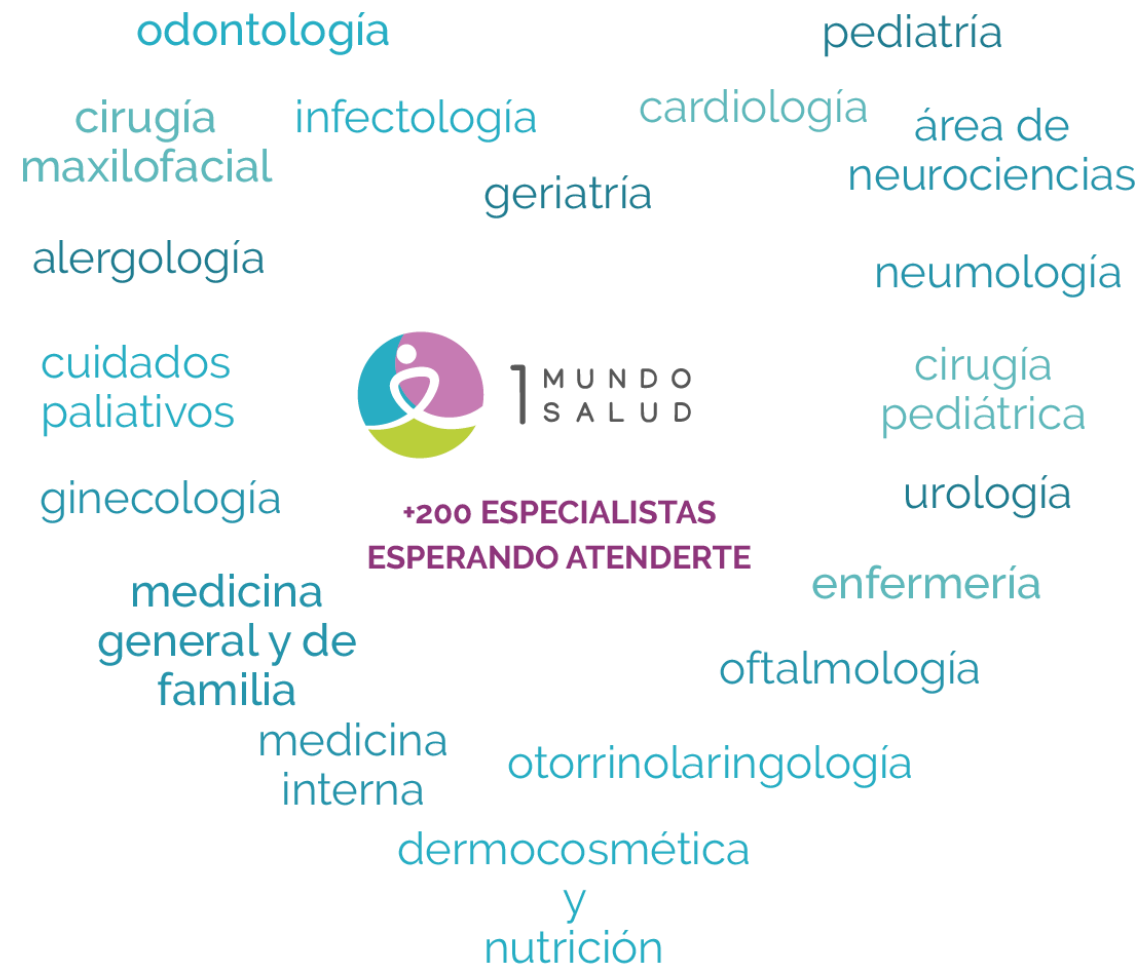 odontología
pediatría
cirugía
maxilofacial
infectología
cardiología
área de
neurociencias
geriatría
alergología
neumología
cuidados
paliativos
1 MUNDO
SALUD
cirugía
pediátrica
ginecología
+200 ESPECIALISTAS
ESPERANDO ATENDERTE
urología
medicina
general y de
familia
enfermería
oftalmología
medicina
interna
otorrinolaringología
dermocosmética
y
nutrición